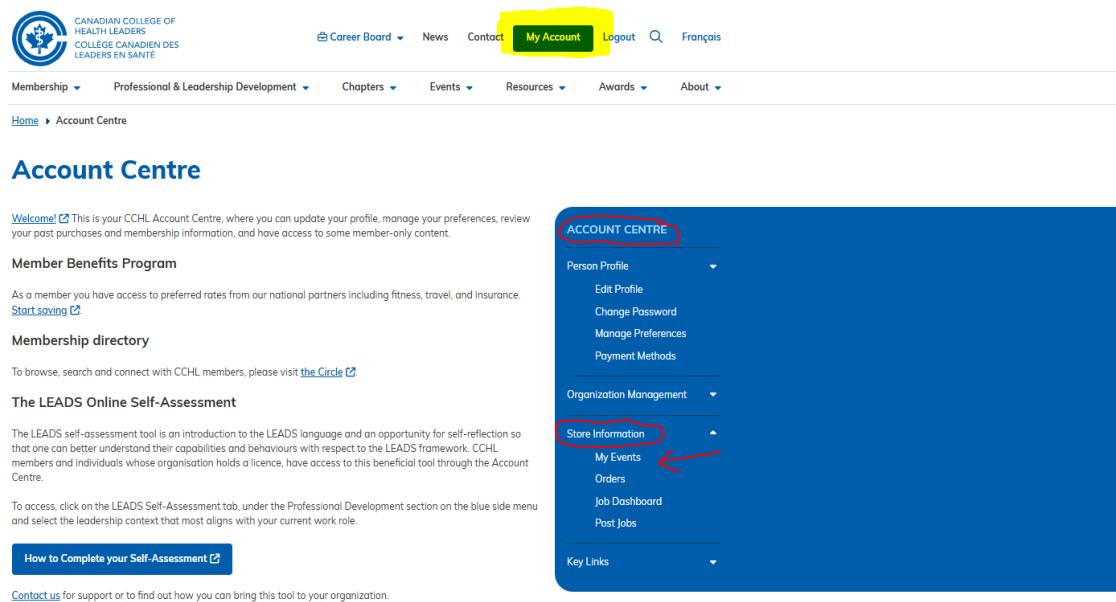 CANADIAN COLLEGE OF
HEALTH LEADERS
COLLÈGE CANADIEN DES
LEADERS EN SANTÉ
Career Board News Contact My Account Logout Français
Membership Professional & Leadership Development Chapters Events Resources Awards About
Home Account Centre
Account Centre
Welcome! This is your CCHL Account Centre, where you can update your profile, manage your preferences, review
your past purchases and membership information, and have access to some member-only content.
Member Benefits Program
As a member you have access to preferred rates from our national partners including fitness, travel, and insurance.
Start saving.
Membership directory
To browse, search and connect with CCHL members, please visit the Circle.
The LEADS Online Self-Assessment
The LEADS self-assessment tool is an introduction to the LEADS language and an opportunity for self-reflection so
that one can better understand their capabilities and behaviours with respect to the LEADS framework. CCHL
members and individuals whose organisation holds a licence, have access to this beneficial tool through the Account
Centre.
To access, click on the LEADS Self-Assessment tab, under the Professional Development section on the blue side menu
and select the leadership context that most aligns with your current work role.
How to Complete your Self-Assessment
Contact us for support or to find out how you can bring this tool to your organization.
ACCOUNT CENTRE
Person Profile
Edit Profile
Change Password
Manage Preferences
Payment Methods
Organization Management
Store Information
My Events
Orders
Job Dashboard
Post Jobs
Key Links